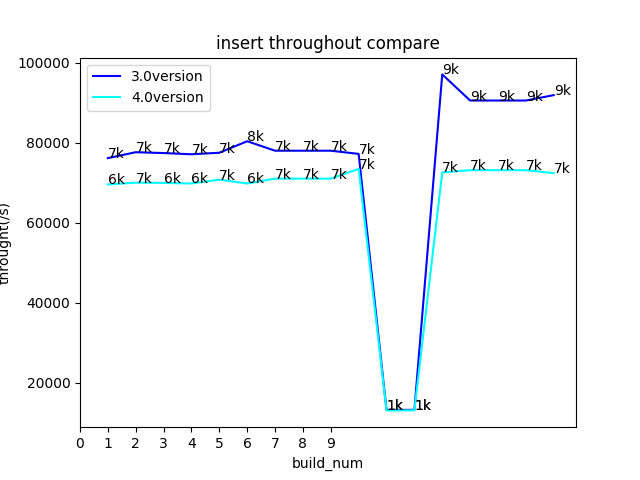 insert throughout compare
3.0version
4.0version
100000
80000
60000
40000
20000
throught(/s)
7k 7k 7k 7k 7k 8k 7k 7k 7k 7k 1k 1k 9k 9k 9k 9k 9k
6k 7k 6k 6k 7k 6k 7k 7k 7k 7k 1k 1k 7k 7k 7k 7k 7k
0 1 2 3 4 5 6 7 8 9
build_num